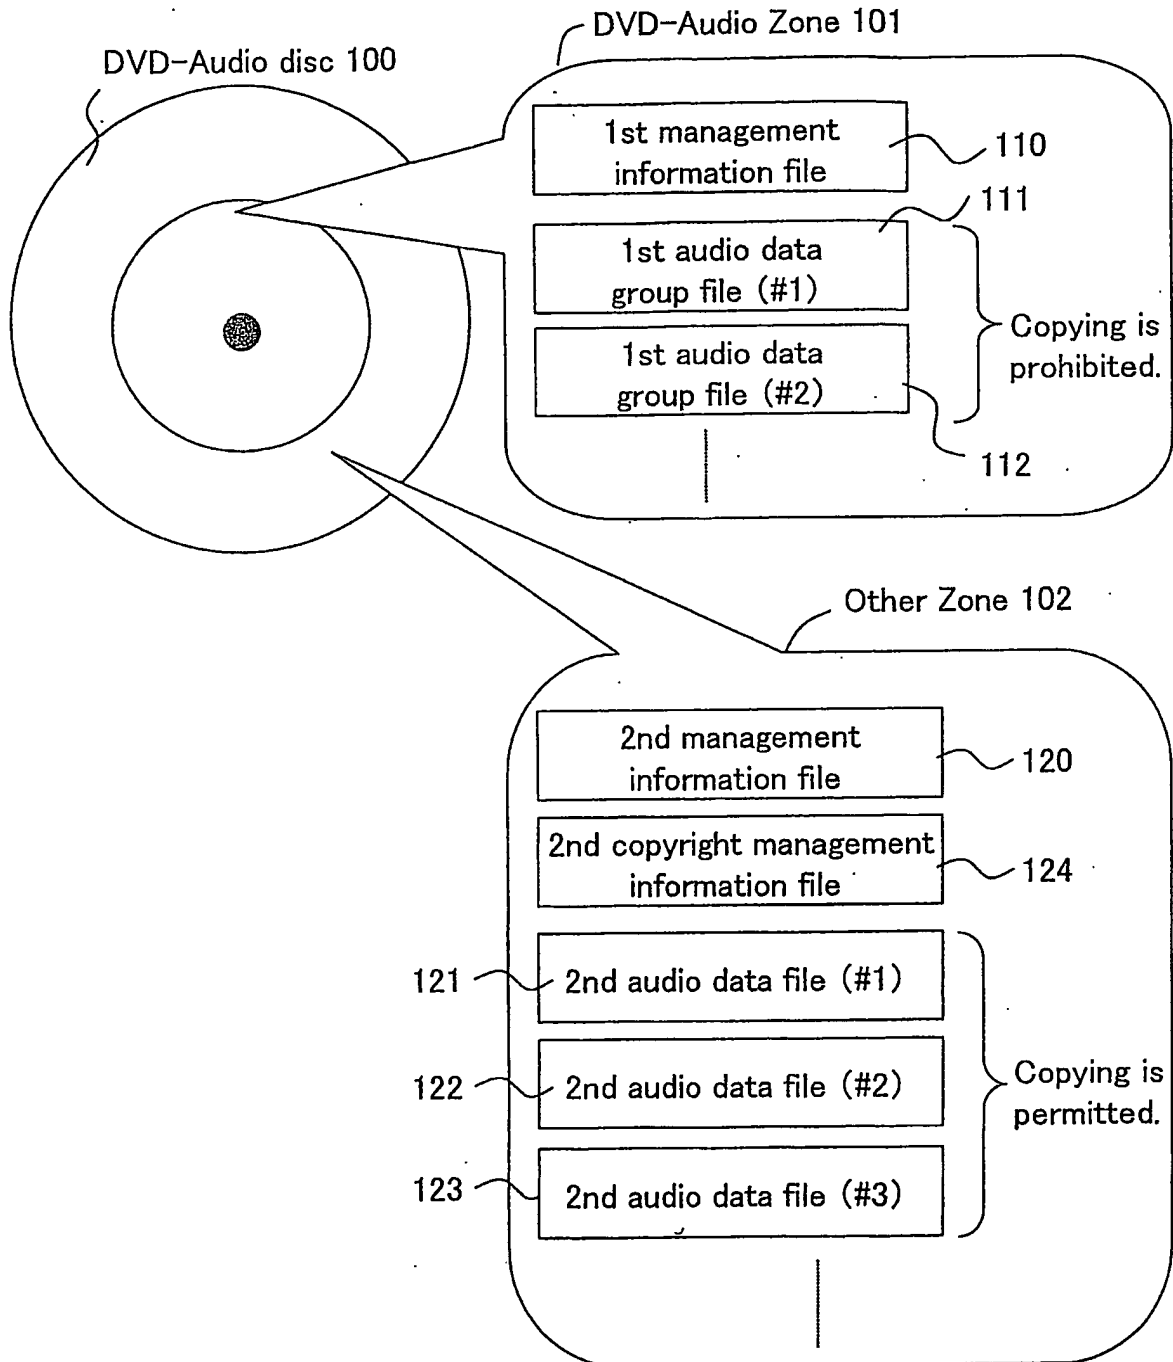 DVD-Audio disc 100
DVD-Audio Zone 101
1st management
information file
110
111
1st audio data
group file (#1)
1st audio data
group file (#2)
Copying is
prohibited.
112
Other Zone 102
2nd management
information file
120
2nd copyright management
information file
124
121
2nd audio data file (#1)
122
2nd audio data file (#2)
Copying is
permitted.
123
2nd audio data file (#3)